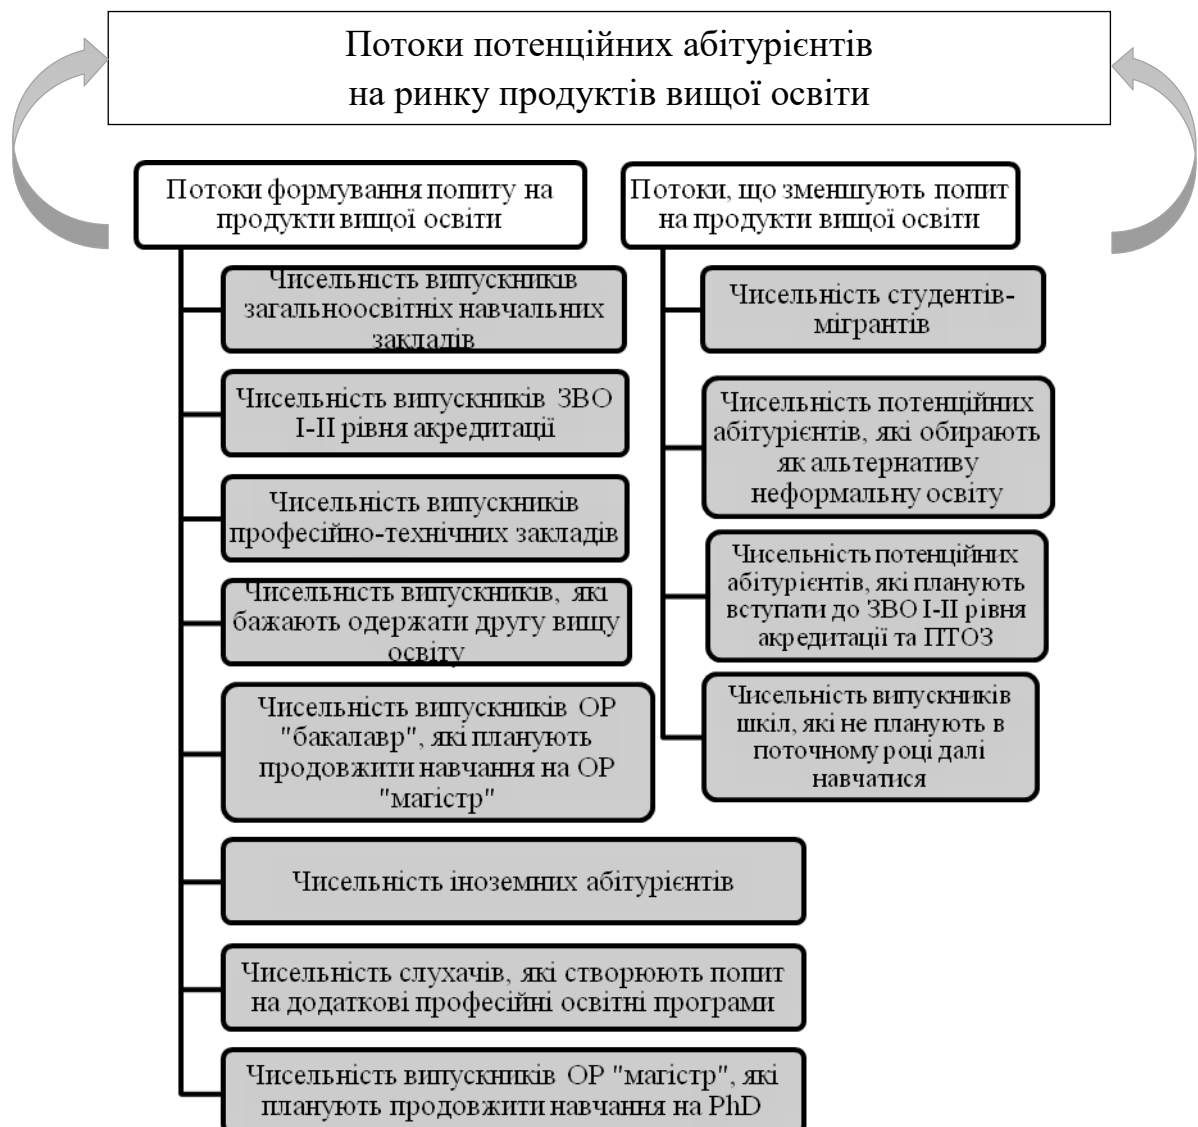 Потоки потенційних абітурієнтів
на ринку продуктів вищої освіти
Потоки формування попиту на
продукти вищої освіти
Чисельність випускників
загальноосвітніх навчальних
закладів
Чисельність випускників ЗВО
І-ІІ рівня акредитації
Чисельність випускників
професійно-технічних закладів
Чисельність випускників, які
бажають одержати другу вищу
освіту
Чисельність випускників ОР
"бакалавр", які планують
продовжити навчання на ОР
"магістр"
Чисельність іноземних абітурієнтів
Чисельність слухачів, які створюють попит
на додаткові професійні освітні програми
Чисельність випускників ОР "магістр", які
планують продовжити навчання на PhD
Потоки, що зменшують попит
на продукти вищої освіти
Чисельність студентів-
мігрантів
Чисельність потенційних
абітурієнтів, які обирають
як альтернативу
неформальну освіту
Чисельність потенційних
абітурієнтів, які планують
вступати до ЗВО І-ІІ рівня
акредитації та ПТОЗ
Чисельність випускників
шкіл, які не планують в
поточному році далі
навчатися